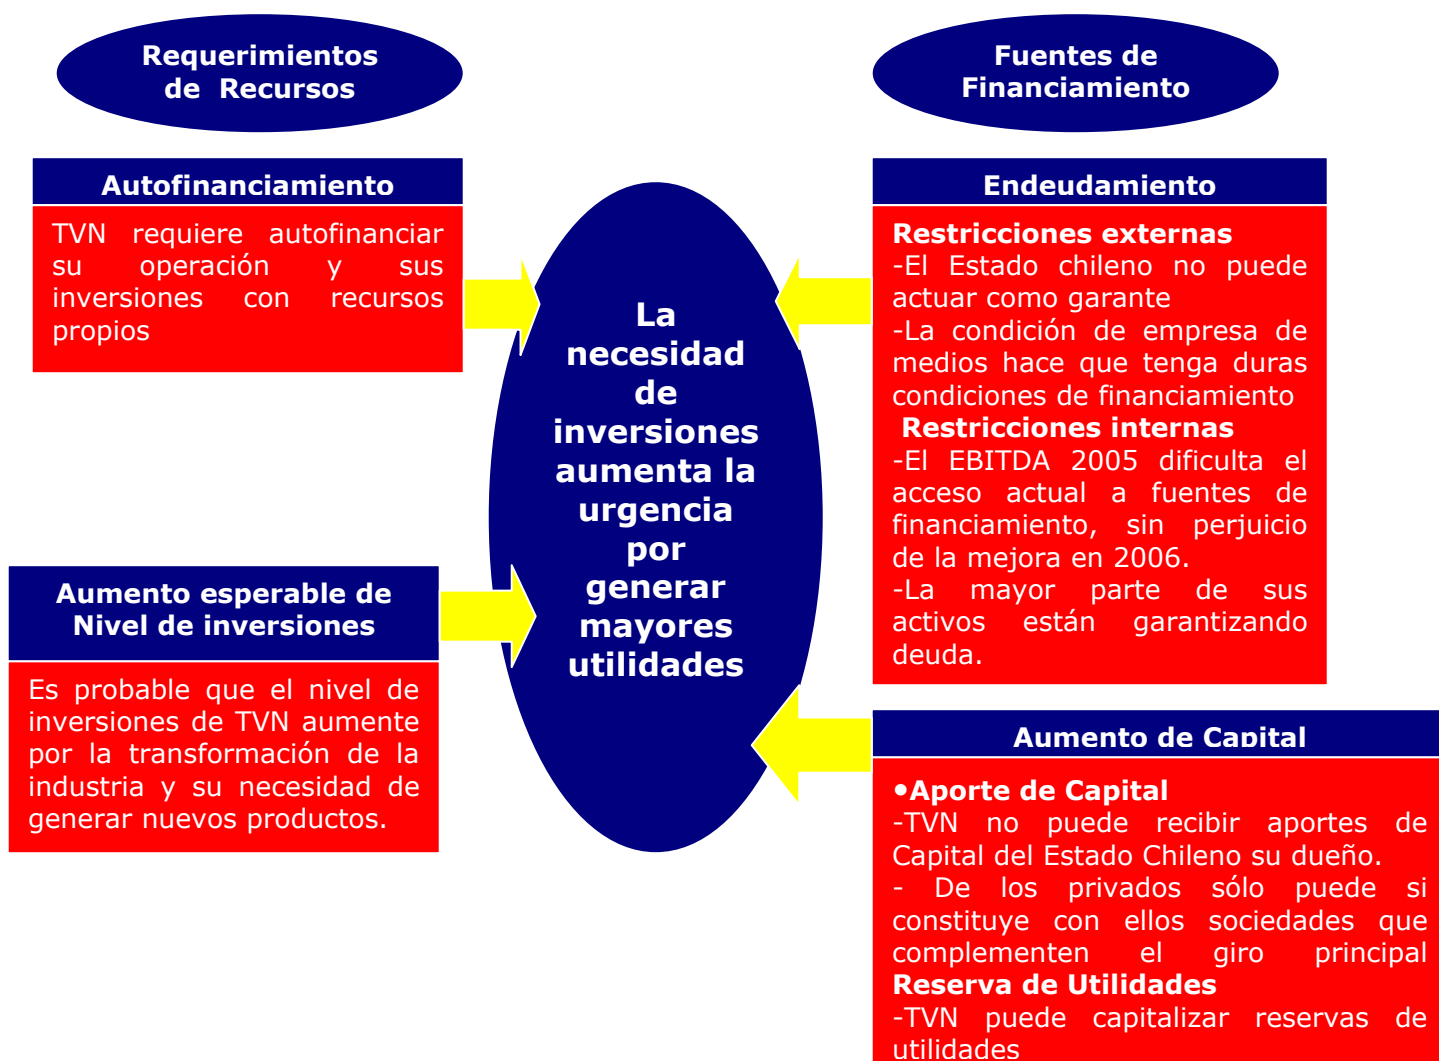 Requerimientos
de Recursos
Fuentes de
Financiamiento
Autofinanciamiento
TVN requiere autofinanciar
su operación y sus
inversiones con recursos
propios
Aumento esperable de
Nivel de inversiones
Es probable que el nivel de
inversiones de TVN aumente
por la transformación de la
industria y su necesidad de
generar nuevos productos.
La
necesidad
de
inversiones
aumenta la
urgencia
por
generar
mayores
utilidades
Endeudamiento
Restricciones externas
-El Estado chileno no puede
actuar como garante
-La condición de empresa de
medios hace que tenga duras
condiciones de financiamiento
Restricciones internas
-El EBITDA 2005 dificulta el
acceso actual a fuentes de
financiamiento, sin perjuicio
de la mejora en 2006.
-La mayor parte de sus
activos están garantizando
deuda.
Aumento de Capital
•Aporte de Capital
-TVN no puede recibir aportes de
Capital del Estado Chileno su dueño.
- De los privados sólo puede si
constituye con ellos sociedades que
complementen el giro principal
Reserva de Utilidades
-TVN puede capitalizar reservas de
utilidades